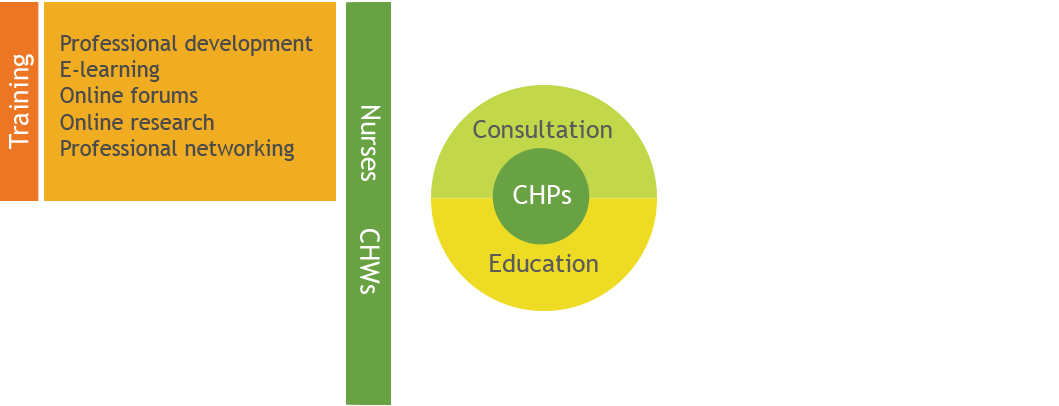 Training
Professional development
E-learning
Online forums
Online research
Professional networking
Nurses
CHWs
Consultation
CHPs
Education